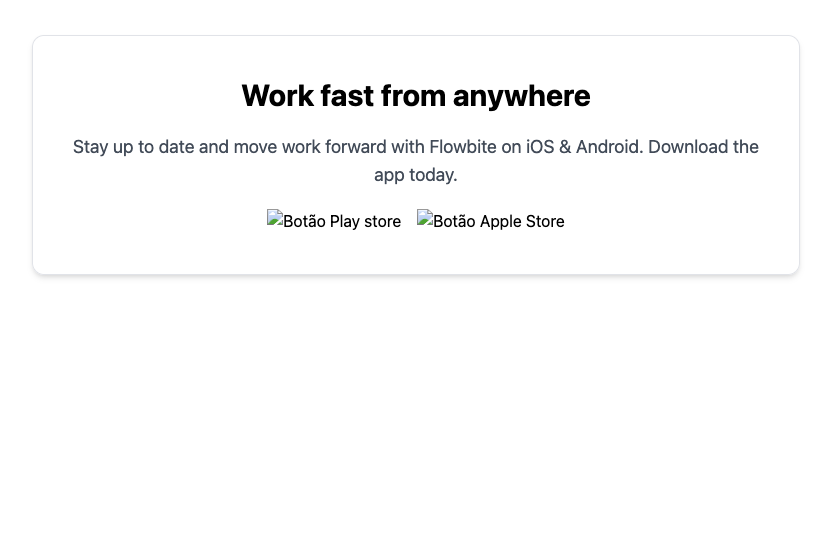 Work fast from anywhere
Stay up to date and move work forward with Flowbite on iOS & Android. Download the
app today.
Botão Play store Botão Apple Store